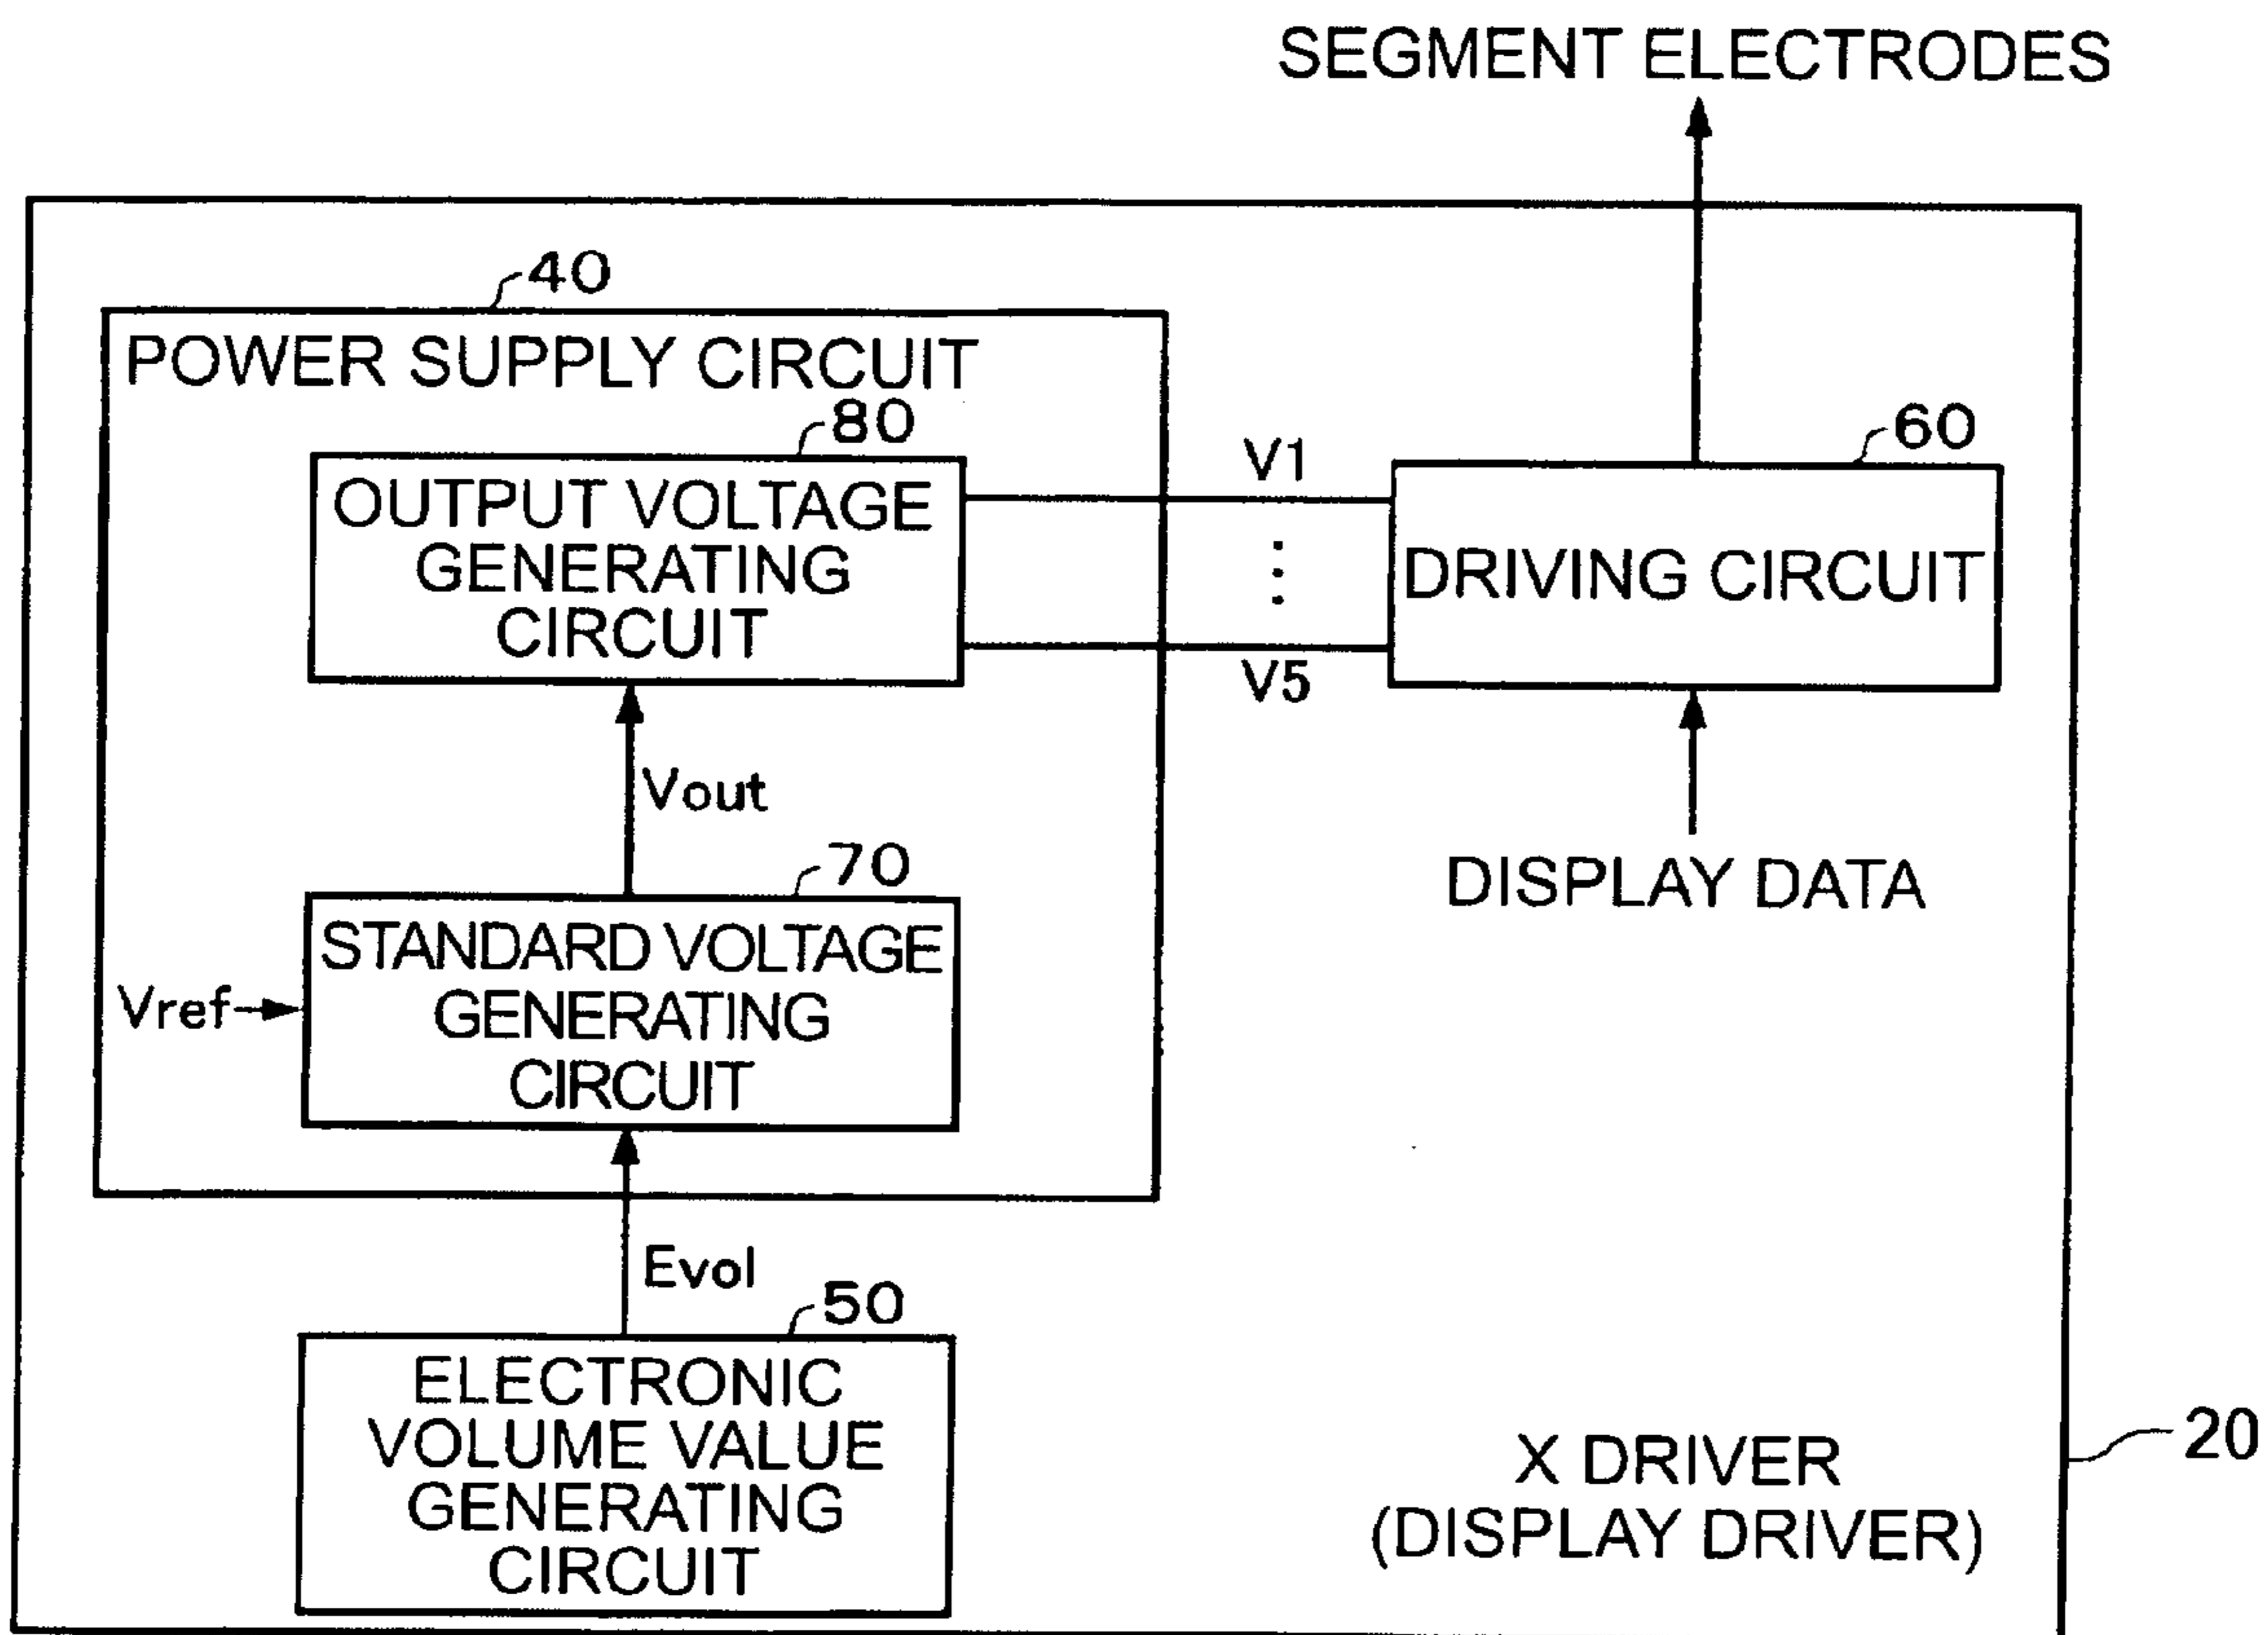 SEGMENT ELECTRODES
40
POWER SUPPLY CIRCUIT
80
OUTPUT VOLTAGE
GENERATING
CIRCUIT
V1
V5
60
DRIVING CIRCUIT
Vout
DISPLAY DATA
70
STANDARD VOLTAGE
GENERATING
CIRCUIT
Vref
Evol
50
ELECTRONIC
VOLUME VALUE
GENERATING
CIRCUIT
X DRIVER
(DISPLAY DRIVER)
20